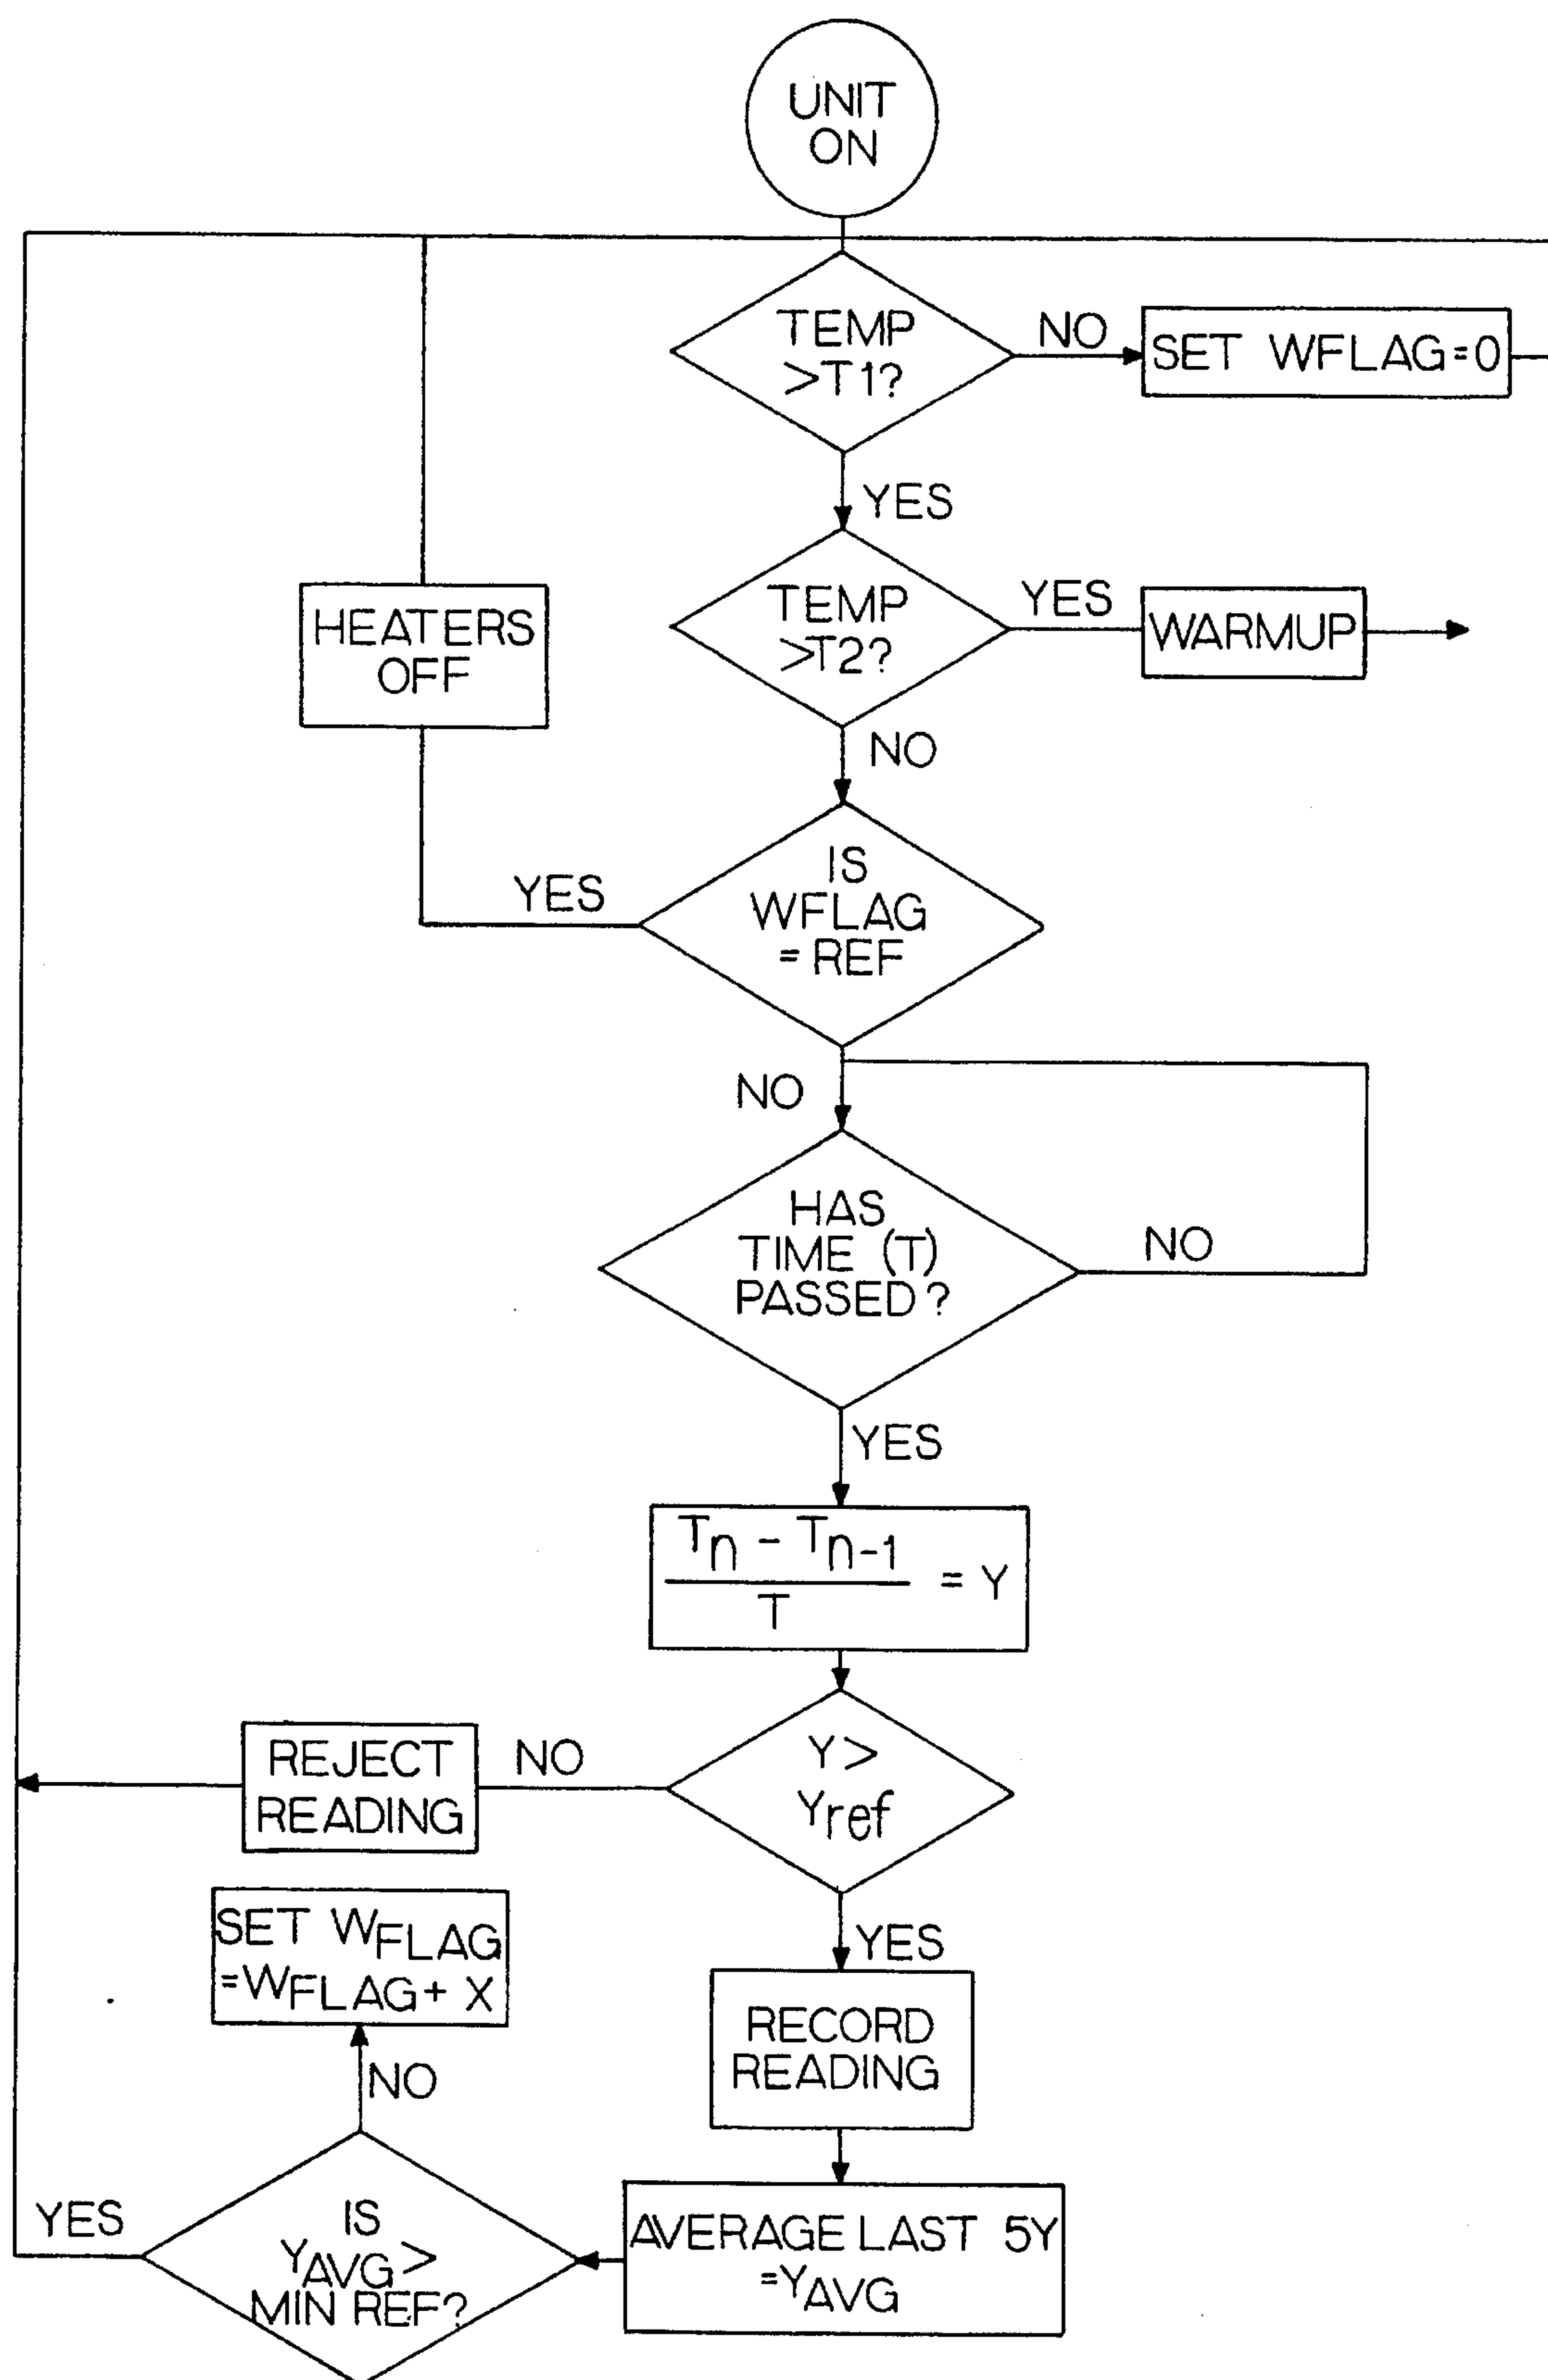 UNIT
ON
TEMP
>T1?
NO
SET WFLAG=0
YES
TEMP
>T2?
YES
WARMUP
HEATERS
OFF
NO
IS
WFLAG
= REF
YES
NO
HAS
TIME (T)
PASSED?
NO
YES
Tn - Tn-1
T
= Y
Y>
Yref
NO
REJECT
READING
YES
SET WFLAG
=WFLAG+ X
RECORD
READING
NO
IS
YAVG >
MIN REF?
YES
AVERAGE LAST 5Y
=YAVG